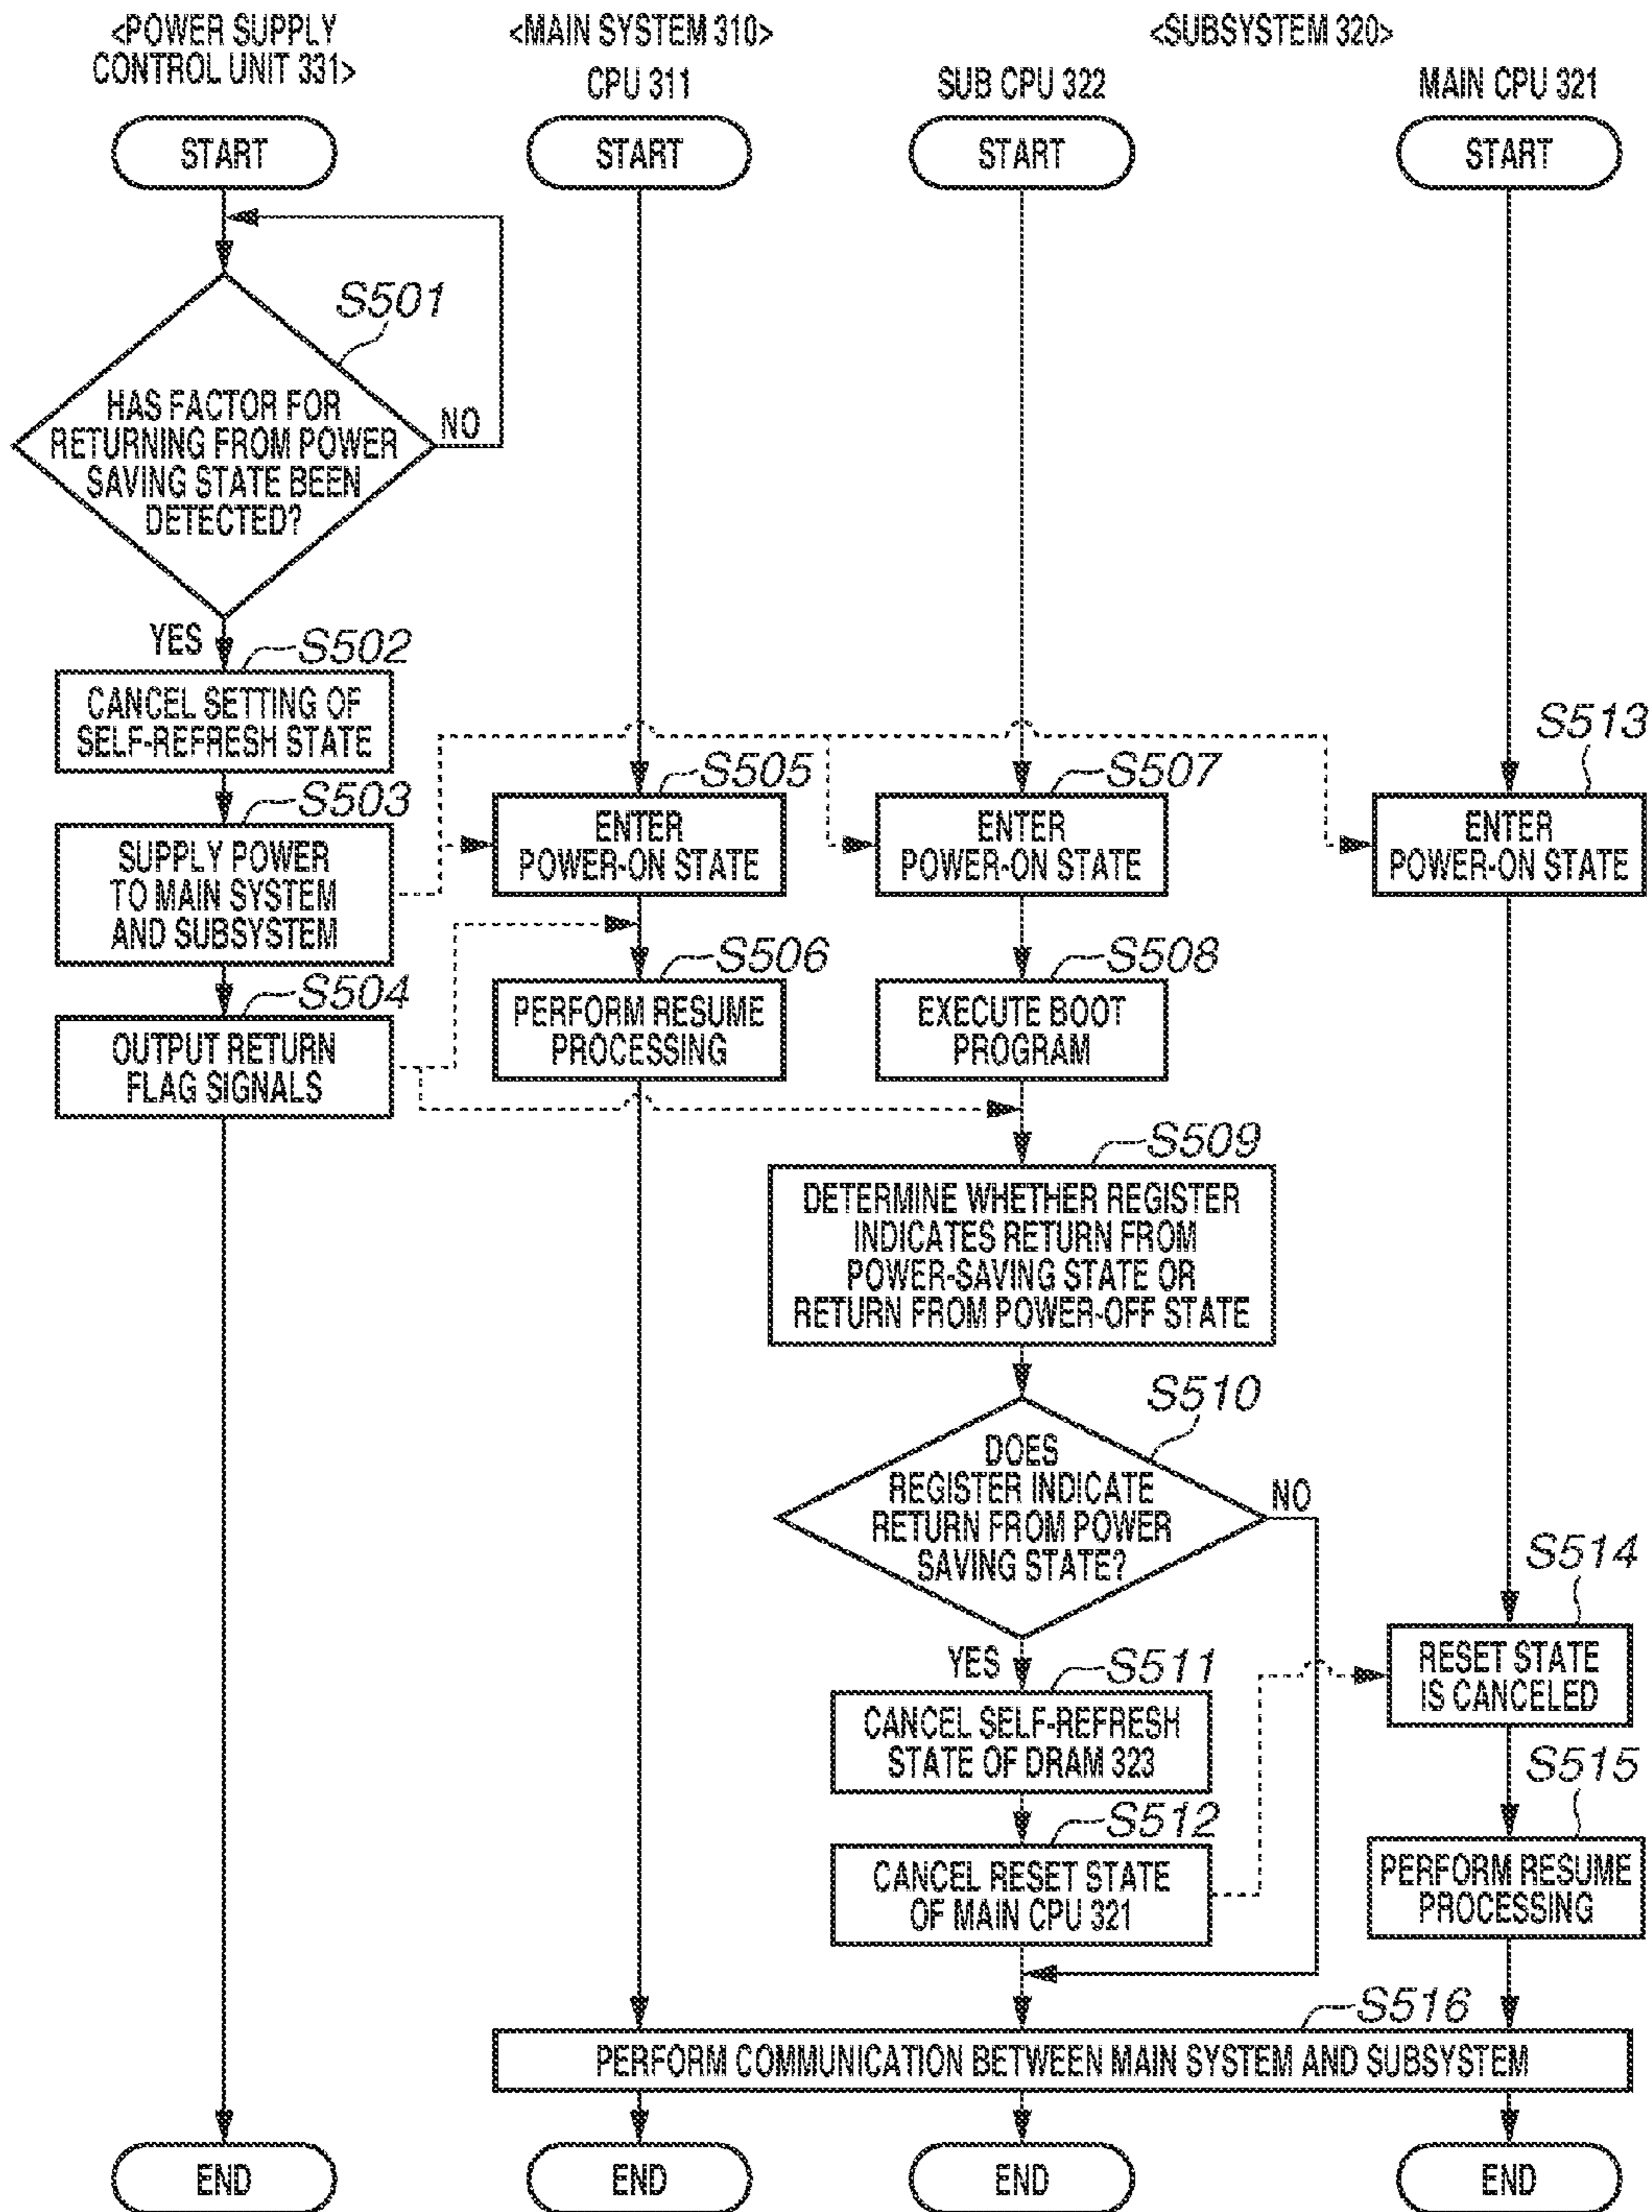 <POWER SUPPLY
CONTROL UNIT 331>
<MAIN SYSTEM 310>
CPU 311
<SUBSYSTEM 320>
SUB CPU 322
MAIN CPU 321
START
START
START
START
S501
HAS FACTOR FOR
RETURNING FROM POWER
SAVING STATE BEEN
DETECTED?
NO
YES
S502
CANCEL SETTING OF
SELF-REFRESH STATE
S503
SUPPLY POWER
TO MAIN SYSTEM
AND SUBSYSTEM
S504
OUTPUT RETURN
FLAG SIGNALS
S505
ENTER
POWER-ON STATE
S506
PERFORM RESUME
PROCESSING
S507
ENTER
POWER-ON STATE
S508
EXECUTE BOOT
PROGRAM
S509
DETERMINE WHETHER REGISTER
INDICATES RETURN FROM
POWER-SAVING STATE OR
RETURN FROM POWER-OFF STATE
S510
DOES
REGISTER INDICATE
RETURN FROM POWER
SAVING STATE?
NO
YES
S511
CANCEL SELF-REFRESH
STATE OF DRAM 323
S512
CANCEL RESET STATE
OF MAIN CPU 321
S513
ENTER
POWER-ON STATE
S514
RESET STATE
IS CANCELED
S515
PERFORM RESUME
PROCESSING
S516
PERFORM COMMUNICATION BETWEEN MAIN SYSTEM AND SUBSYSTEM
END
END
END
END